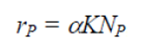 r_P = αKN_P